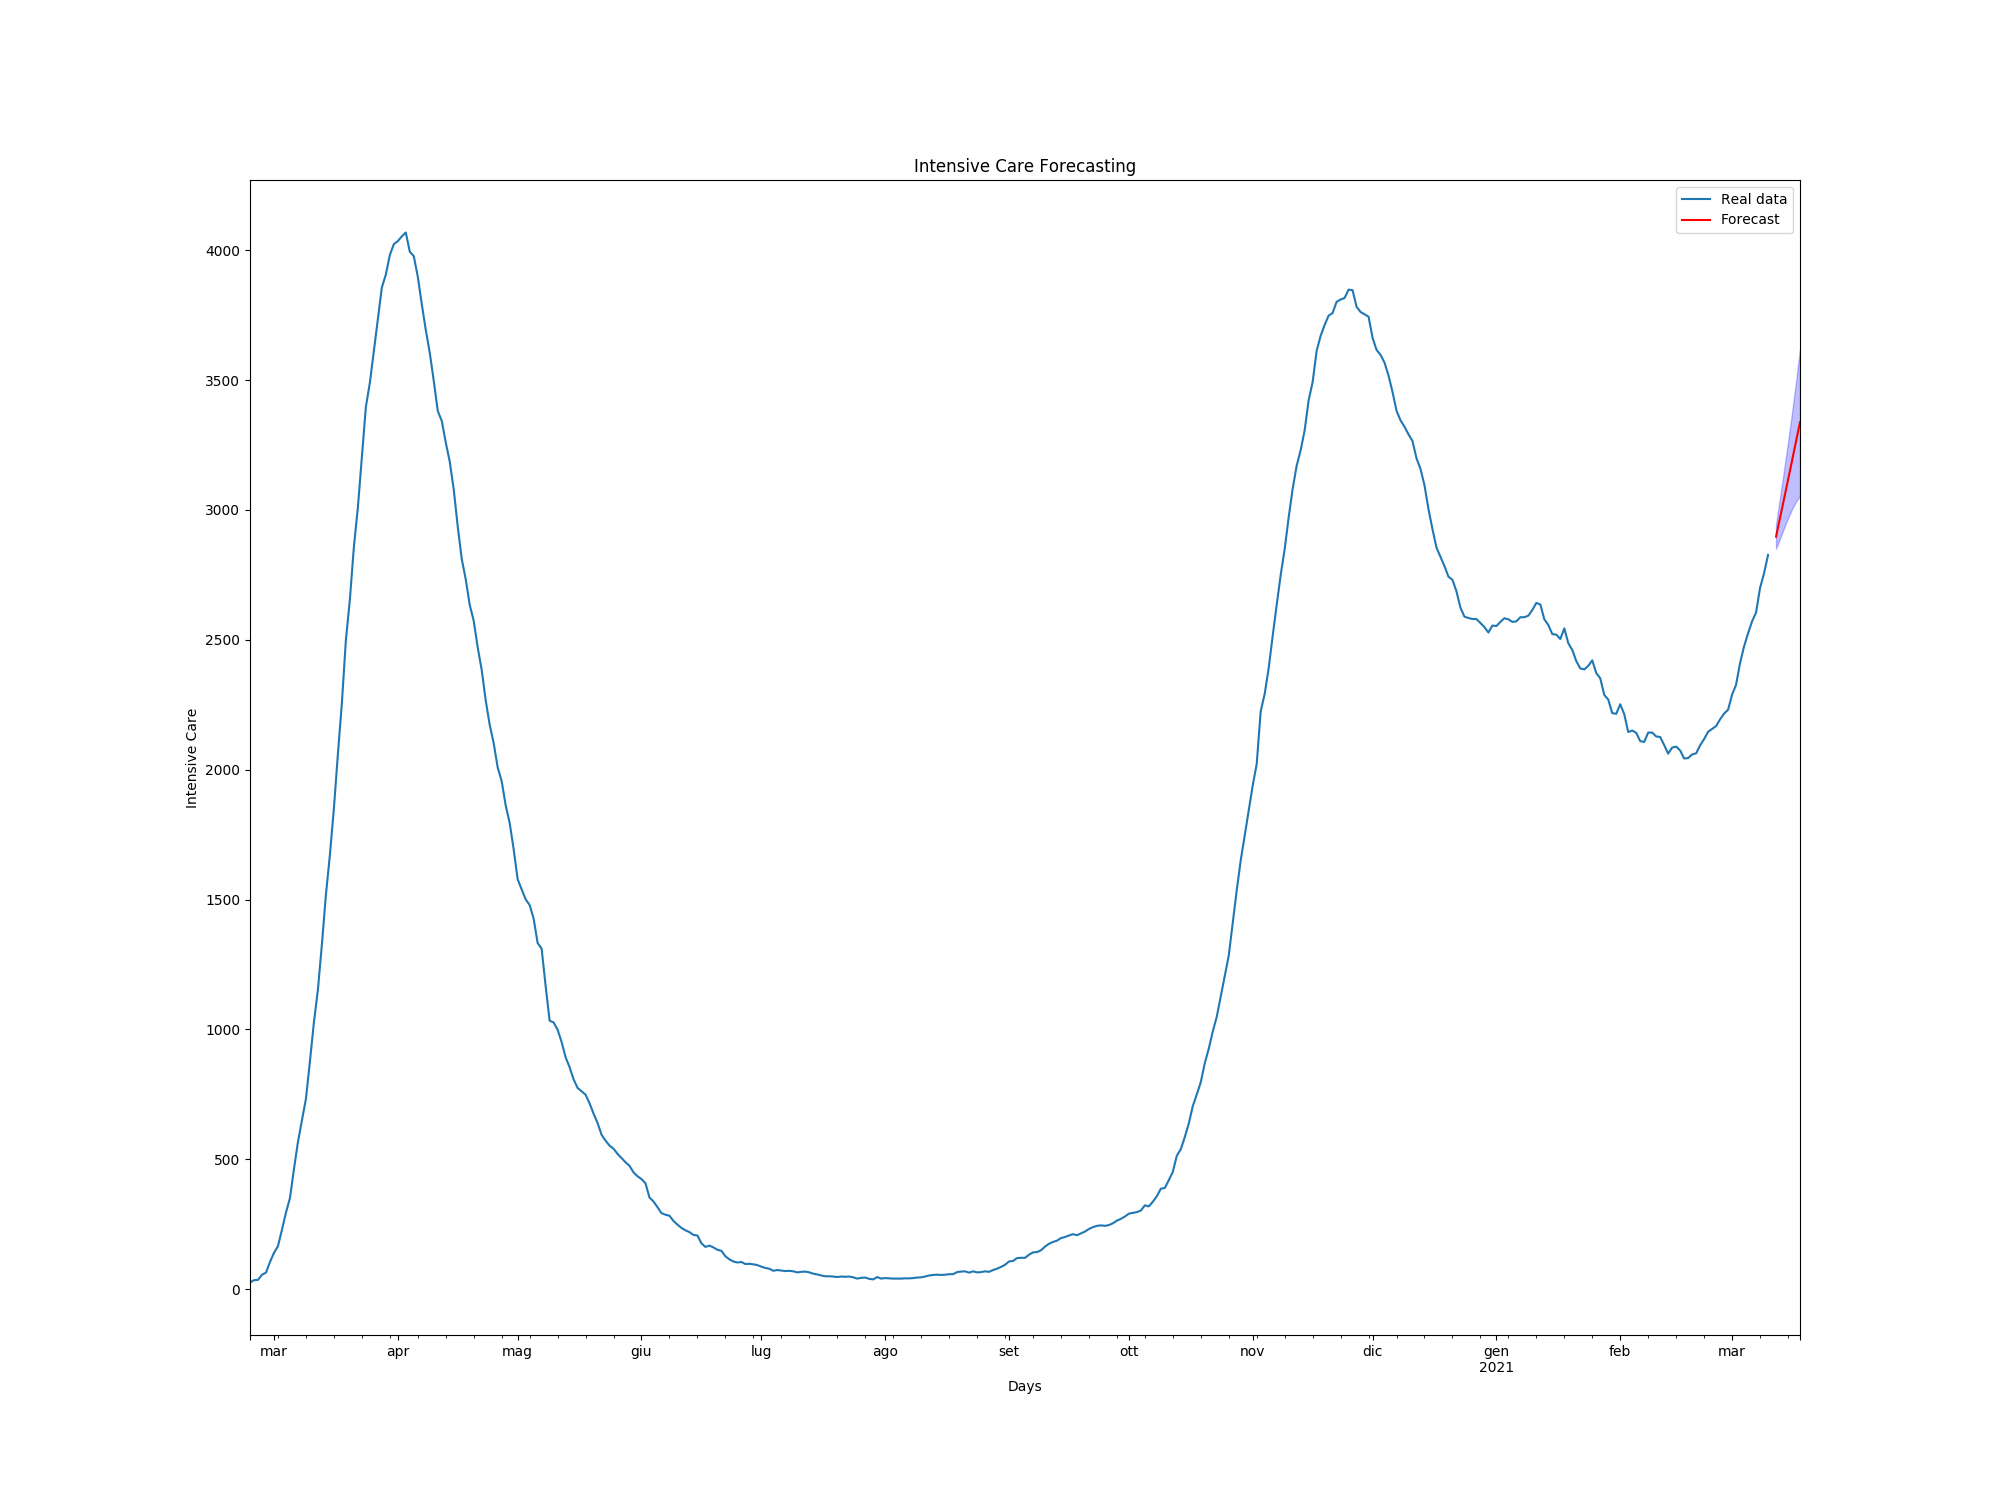 Intensive Care Forecasting
Real data
Forecast
4000
3500
3000
2500
2000
1500
1000
500
0
Intensive Care
mar apr mag giu lug ago set ott nov dic gen feb mar
2021
Days